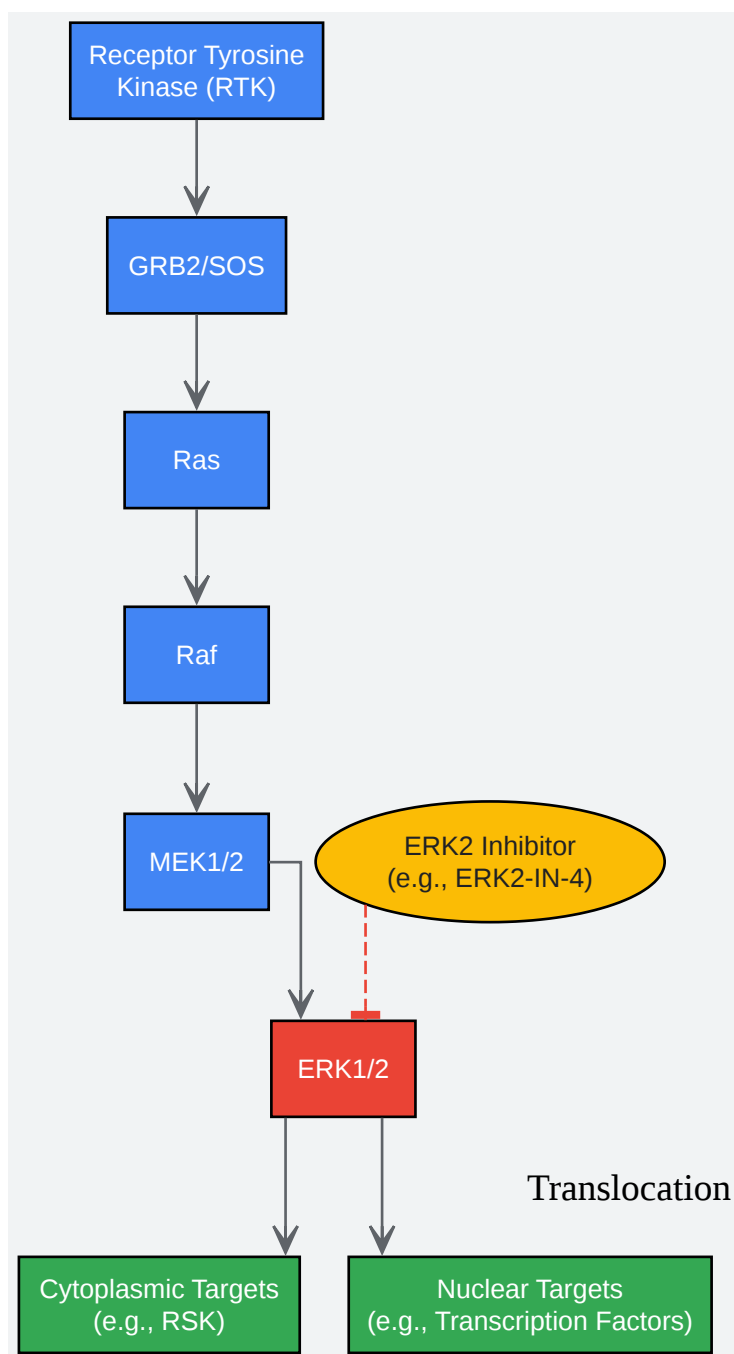 Receptor Tyrosine
Kinase (RTK)
GRB2/SOS
Ras
Raf
MEK1/2
ERK2 Inhibitor
(e.g., ERK2-IN-4)
ERK1/2
Translocation
Cytoplasmic Targets
(e.g., RSK)
Nuclear Targets
(e.g., Transcription Factors)